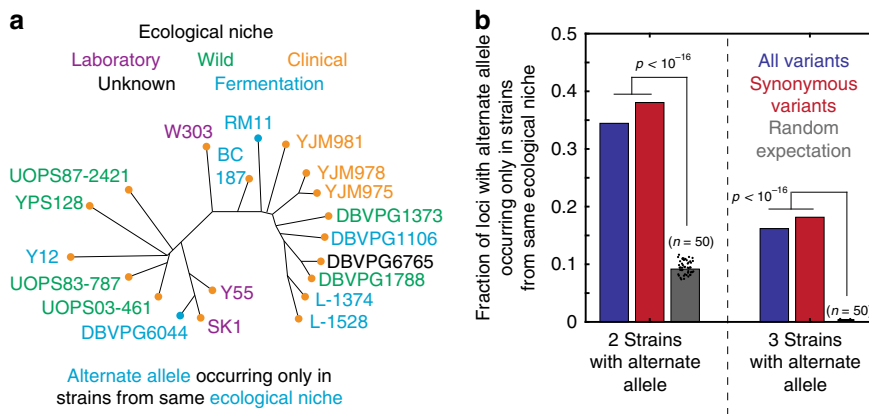 a
Ecological niche
Laboratory Wild Clinical
Unknown Fermentation
W303
RM11
BC
187
YJM981
YJM978
YJM975
UOPS87-2421
YPS128
DBVPG1373
DBVPG1106
Y12
DBVPG6765
UOPS83-787
DBVPG1788
UOPS03-461
Y55
L-1374
DBVPG6044
SK1
L-1528
Alternate allele occurring only in
strains from same ecological niche
b
Fraction of loci with alternate allele
occurring only in strains
from same ecological niche
0.5
0.4
0.3
0.2
0.1
0
p < 10^–16
(n = 50)
All variants
Synonymous
variants
Random
expectation
p < 10^–16
(n = 50)
2 Strains
with alternate
allele
3 Strains
with alternate
allele